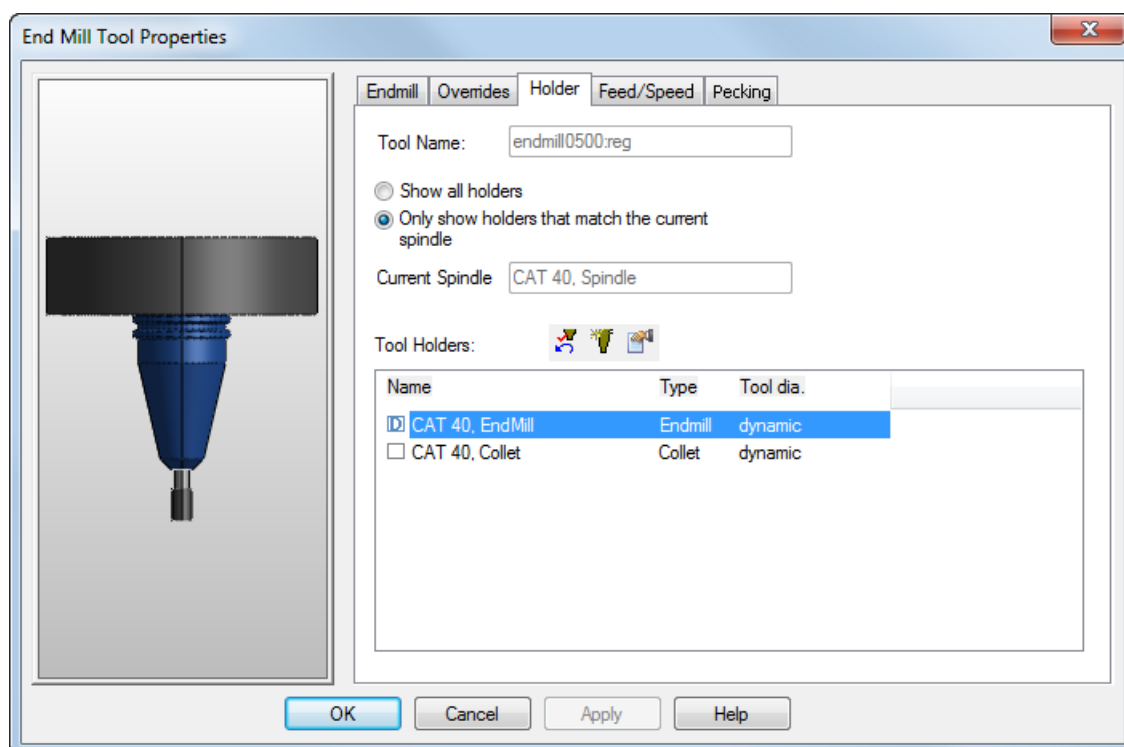 End Mill Tool Properties
Endmill Overrides Holder Feed/Speed Pecking
Tool Name: endmill0500:reg
Show all holders
Only show holders that match the current
spindle
Current Spindle CAT 40, Spindle
Tool Holders:
Name Type Tool dia.
D CAT 40, EndMill Endmill dynamic
CAT 40, Collet Collet dynamic
OK Cancel Apply Help